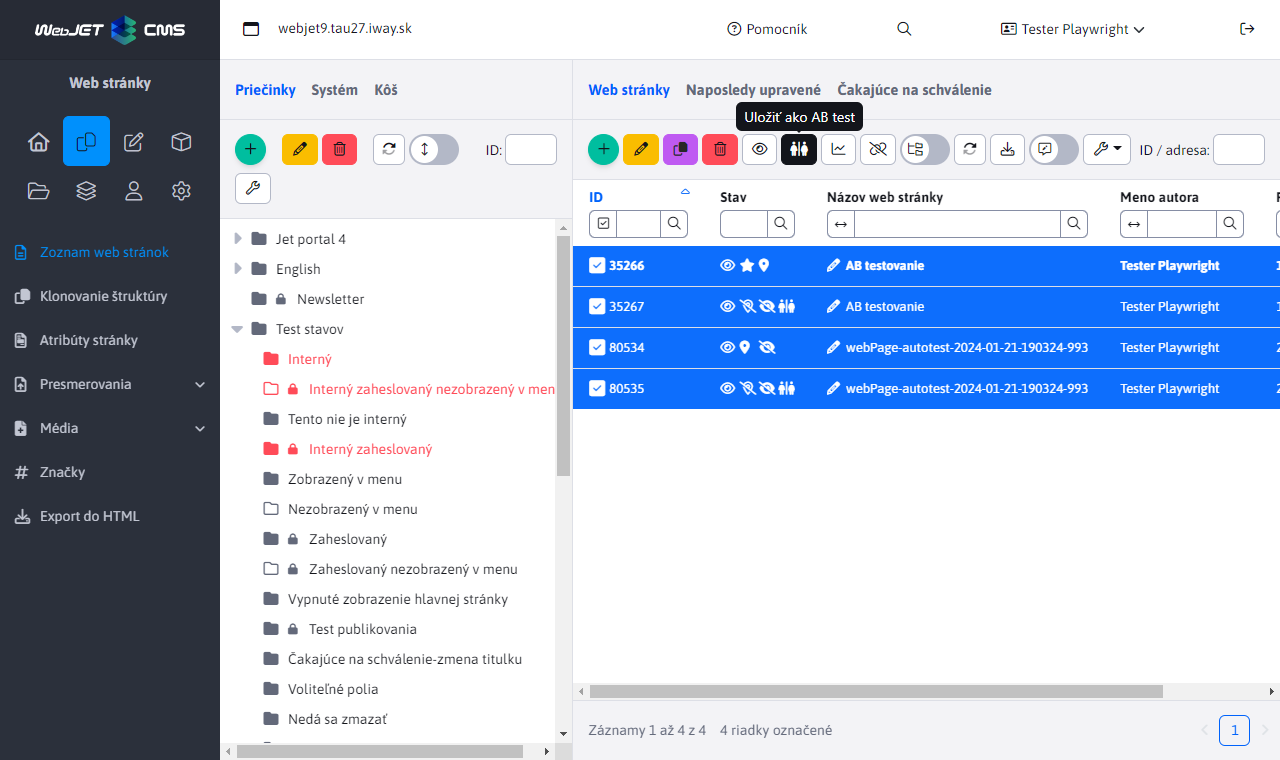 WebJET CMS
webjet9.tau27.iway.sk
Pomocník
Tester Playwright
Web stránky
Zoznam web stránok
Klonovanie štruktúry
Atribúty stránky
Presmerovania
Média
Značky
Export do HTML
Priečinky Systém Kôš
ID:
Jet portal 4
English
Newsletter
Test stavov
Interný
Interný zaheslovaný nezobrazený v men
Tento nie je interný
Interný zaheslovaný
Zobrazený v menu
Nezobrazený v menu
Zaheslovaný
Zaheslovaný nezobrazený v menu
Vypnuté zobrazenie hlavnej stránky
Test publikovania
Čakajúce na schválenie-zmena titulku
Voliteľné polia
Nedá sa zmazať
Web stránky Naposledy upravené Čakajúce na schválenie
Uložiť ako AB test
ID / adresa:
ID Stav Názov web stránky Meno autora
35266 AB testovanie Tester Playwright
35267 AB testovanie Tester Playwright
80534 webPage-autotest-2024-01-21-190324-993 Tester Playwright
80535 webPage-autotest-2024-01-21-190324-993 Tester Playwright
Záznamy 1 až 4 z 4 4 riadky označené
1